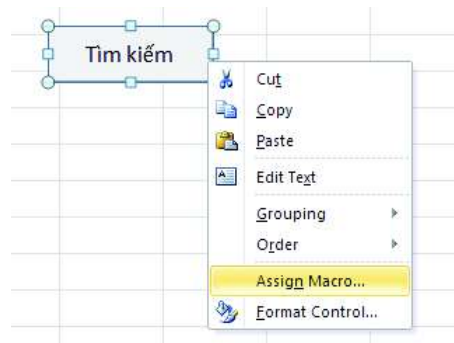 Tìm kiếm
Cut
Copy
Paste
Edit Text
Grouping
Order
Assign Macro...
Format Control...